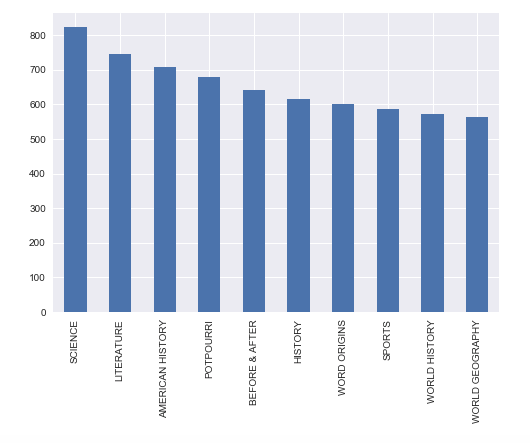 800
700
600
500
400
300
200
100
0
SCIENCE
LITERATURE
AMERICAN HISTORY
POTPOURRI
BEFORE & AFTER
HISTORY
WORD ORIGINS
SPORTS
WORLD HISTORY
WORLD GEOGRAPHY